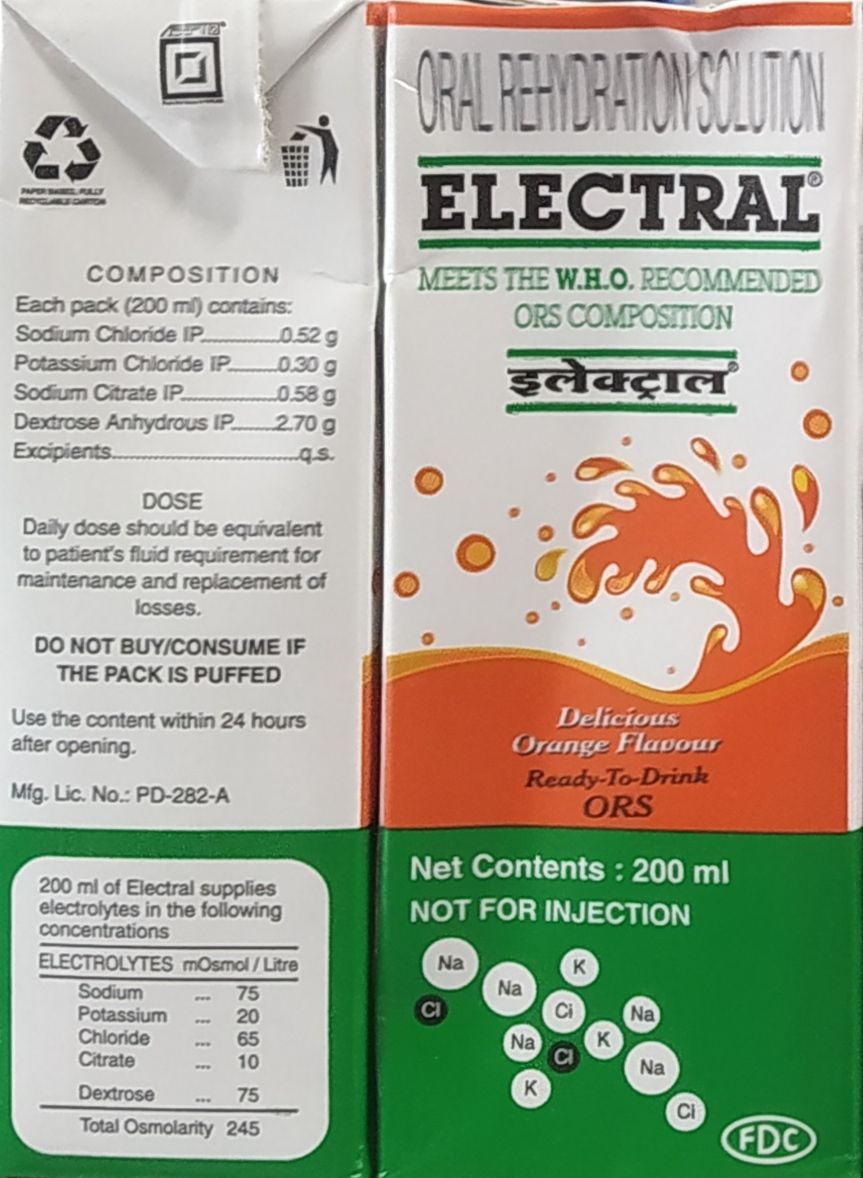 PAPER BASED, FULLY
RECYCLABLE CARTON
COMPOSITION
Each pack (200 ml) contains:
Sodium Chloride IP............0.52 g
Potassium Chloride IP........0.30 g
Sodium Citrate IP...............0.58 g
Dextrose Anhydrous IP......2.70 g
Excipients...........................q.s.
DOSE
Daily dose should be equivalent
to patient's fluid requirement for
maintenance and replacement of
losses.
DO NOT BUY/CONSUME IF
THE PACK IS PUFFED
Use the content within 24 hours
after opening.
Mfg. Lic. No.: PD-282-A
200 ml of Electral supplies
electrolytes in the following
concentrations
ELECTROLYTES mOsmol / Litre
Sodium ... 75
Potassium ... 20
Chloride ... 65
Citrate ... 10
Dextrose ... 75
Total Osmolarity 245
ORAL REHYDRATION SOLUTION
ELECTRAL®
MEETS THE W.H.O. RECOMMENDED
ORS COMPOSITION
इलेक्ट्राल®
Delicious
Orange Flavour
Ready-To-Drink
ORS
Net Contents : 200 ml
NOT FOR INJECTION
Na
K
Na
Cl
Ci
Na
Na
K
Cl
Na
K
Ci
FDC